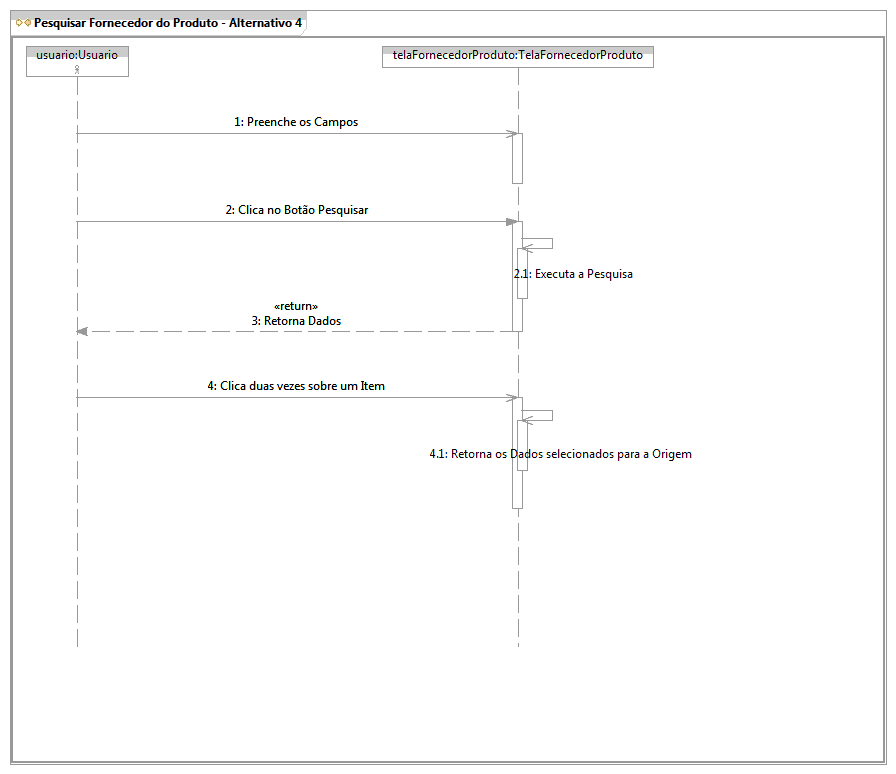 Pesquisar Fornecedor do Produto - Alternativo 4
usuario:Usuario
telaFornecedorProduto:TelaFornecedorProduto
1: Preenche os Campos
2: Clica no Botão Pesquisar
2.1: Executa a Pesquisa
«return»
3: Retorna Dados
4: Clica duas vezes sobre um Item
4.1: Retorna os Dados selecionados para a Origem